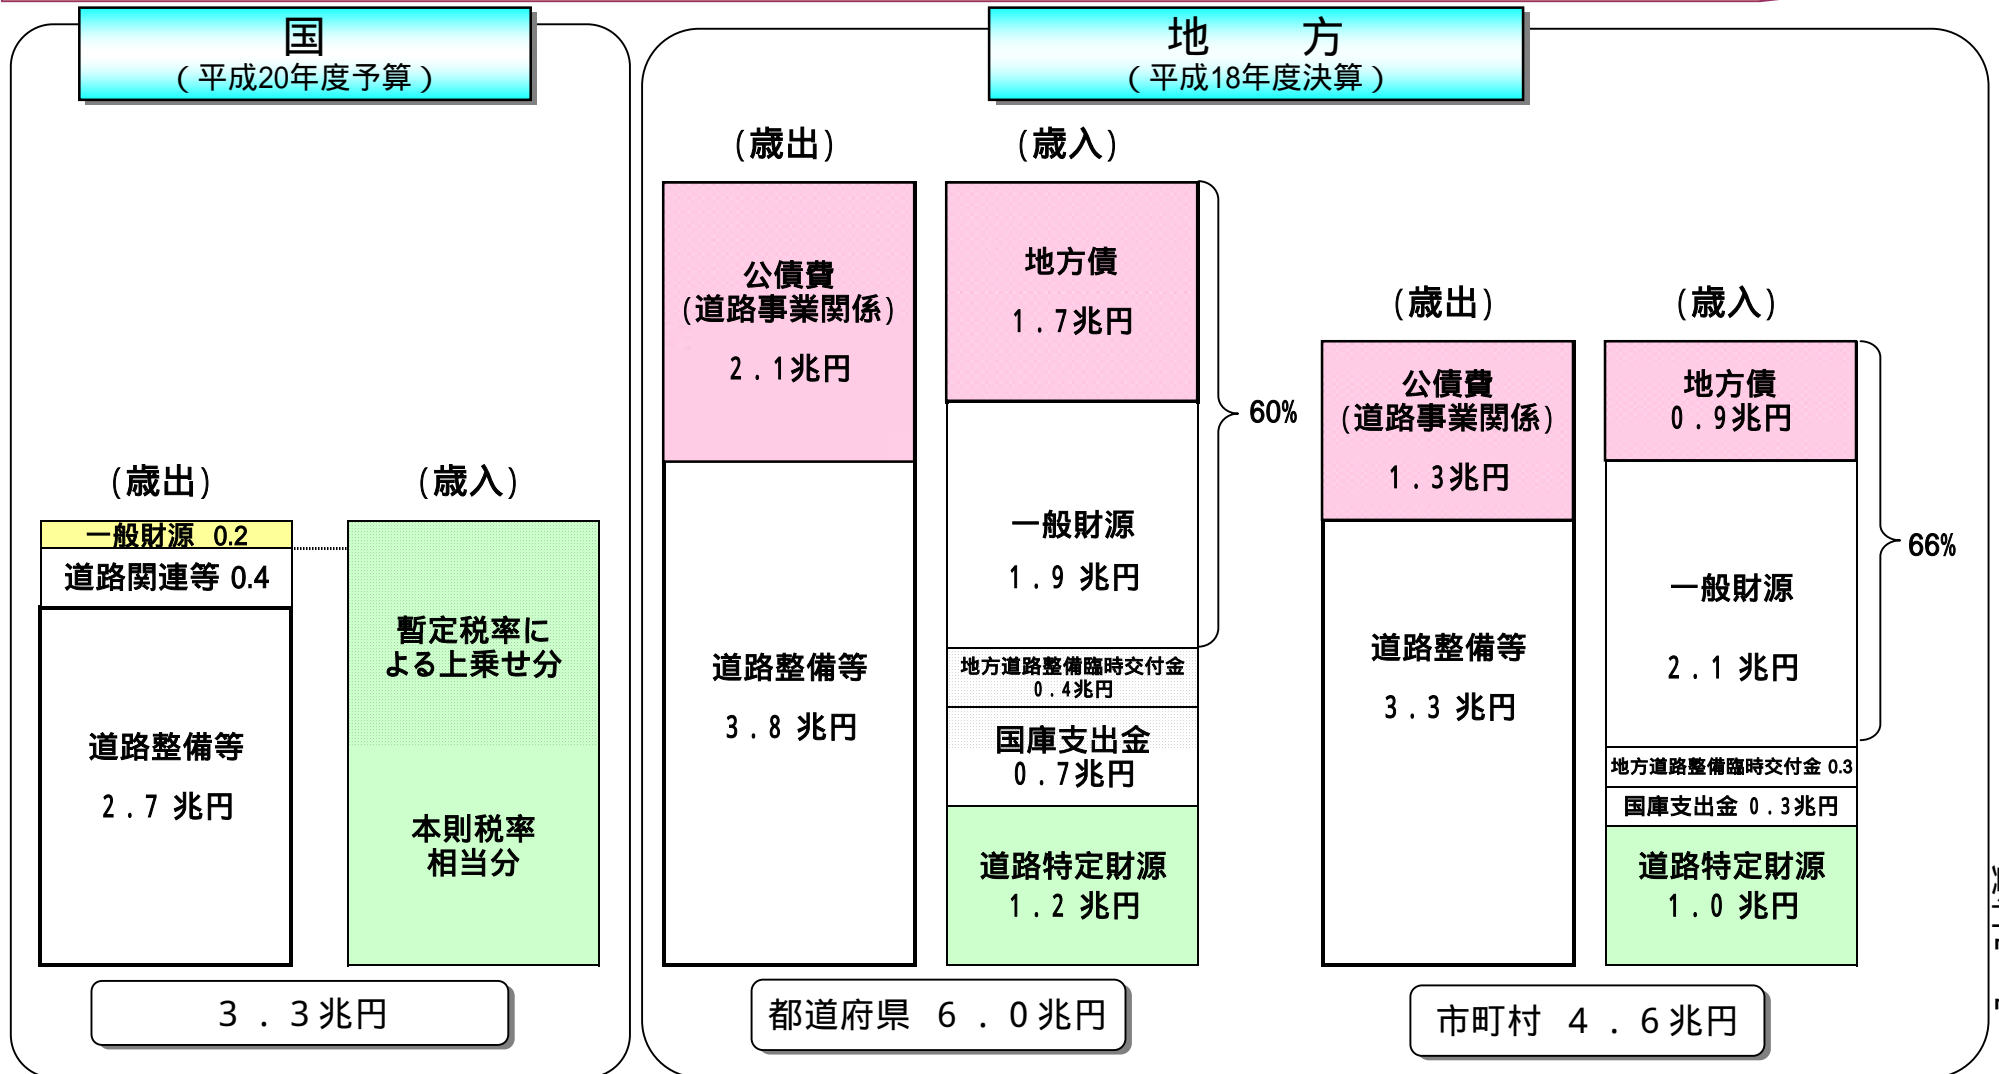 国
（平成20年度予算）
（歳出）
（歳入）
一般財源 0.2
道路関連等 0.4
道路整備等
2．7 兆円
暫定税率に
よる上乗せ分
本則税率
相当分
３．３兆円
地　方
（平成18年度決算）
（歳出）
（歳入）
公債費
（道路事業関係）
2．1兆円
道路整備等
3．8 兆円
地方債
1．7兆円
一般財源
1．9 兆円
地方道路整備臨時交付金
0．4兆円
国庫支出金
0．7兆円
道路特定財源
1．2 兆円
60%
都道府県 ６．０兆円
（歳出）
（歳入）
公債費
（道路事業関係）
1．3兆円
道路整備等
3．3 兆円
地方債
0．9兆円
一般財源
2．1 兆円
地方道路整備臨時交付金 0.3
国庫支出金 0．3兆円
道路特定財源
1．0 兆円
66%
市町村 ４．６兆円